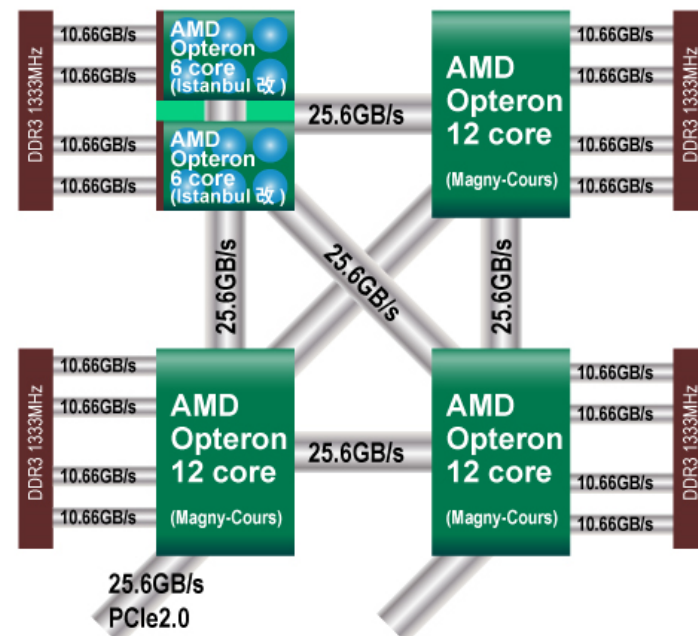 DDR3 1333MHz
10.66GB/s
10.66GB/s
10.66GB/s
10.66GB/s
AMD
Opteron
6 core
(Istanbul 改)
AMD
Opteron
6 core
(Istanbul 改)
25.6GB/s
AMD
Opteron
12 core
(Magny-Cours)
10.66GB/s
10.66GB/s
10.66GB/s
10.66GB/s
DDR3 1333MHz
25.6GB/s
25.6GB/s
25.6GB/s
DDR3 1333MHz
10.66GB/s
10.66GB/s
10.66GB/s
10.66GB/s
AMD
Opteron
12 core
(Magny-Cours)
25.6GB/s
AMD
Opteron
12 core
(Magny-Cours)
10.66GB/s
10.66GB/s
10.66GB/s
10.66GB/s
DDR3 1333MHz
25.6GB/s
PCIe2.0